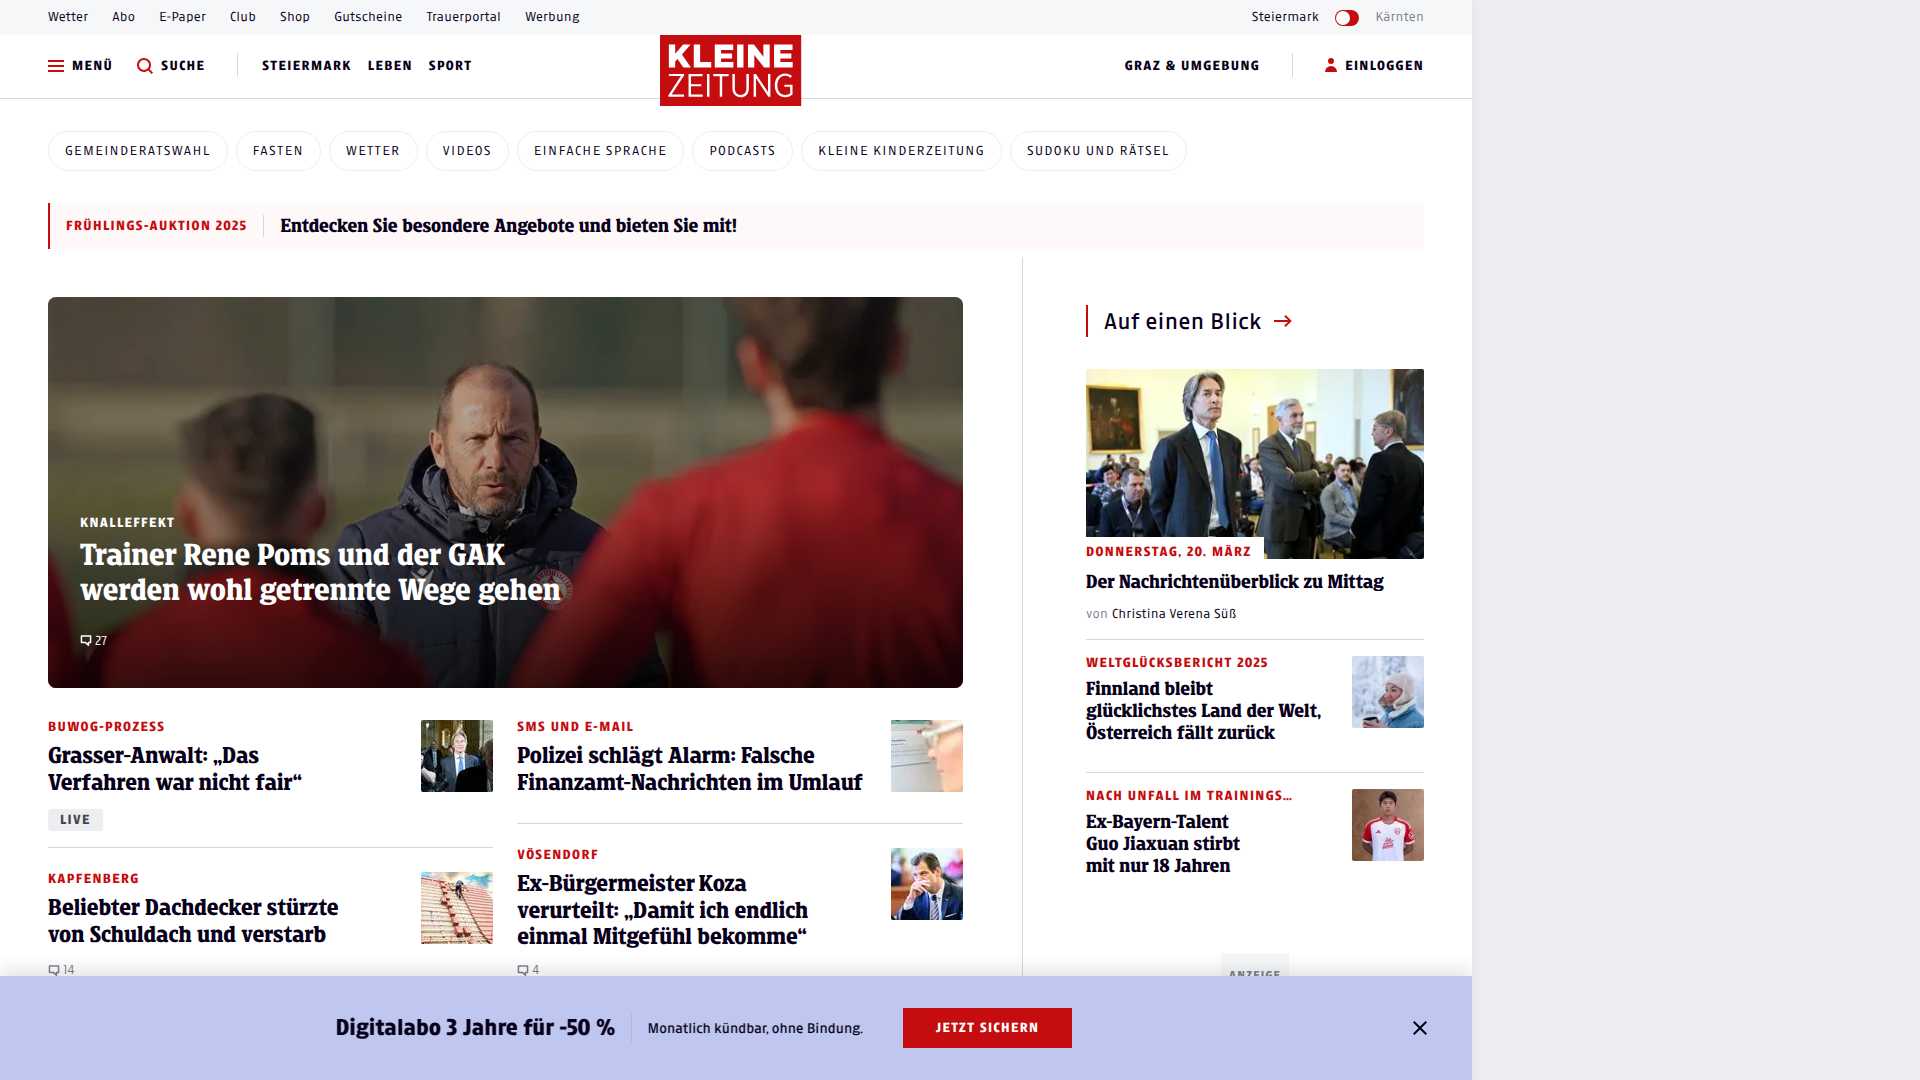 Wetter Abo E-Paper Club Shop Gutscheine Trauerportal Werbung Steiermark Kärnten
MENÜ SUCHE STEIERMARK LEBEN SPORT KLEINE ZEITUNG GRAZ & UMGEBUNG EINLOGGEN
GEMEINDERATSWAHL FASTEN WETTER VIDEOS EINFACHE SPRACHE PODCASTS KLEINE KINDERZEITUNG SUDOKU UND RÄTSEL
FRÜHLINGS-AUKTION 2025 Entdecken Sie besondere Angebote und bieten Sie mit!
KNALLEFFEKT
Trainer Rene Poms und der GAK
werden wohl getrennte Wege gehen
27
BUWOG-PROZESS
Grasser-Anwalt: „Das
Verfahren war nicht fair“
LIVE
KAPFENBERG
Beliebter Dachdecker stürzte
von Schuldach und verstarb
14
SMS UND E-MAIL
Polizei schlägt Alarm: Falsche
Finanzamt-Nachrichten im Umlauf
VÖSENDORF
Ex-Bürgermeister Koza
verurteilt: „Damit ich endlich
einmal Mitgefühl bekomme“
4
Auf einen Blick
DONNERSTAG, 20. MÄRZ
Der Nachrichtenüberblick zu Mittag
von Christina Verena Süß
WELTGLÜCKSBERICHT 2025
Finnland bleibt
glücklichstes Land der Welt,
Österreich fällt zurück
NACH UNFALL IM TRAININGS…
Ex-Bayern-Talent
Guo Jiaxuan stirbt
mit nur 18 Jahren
ANZEIGE
Digitalabo 3 Jahre für -50 % Monatlich kündbar, ohne Bindung. JETZT SICHERN